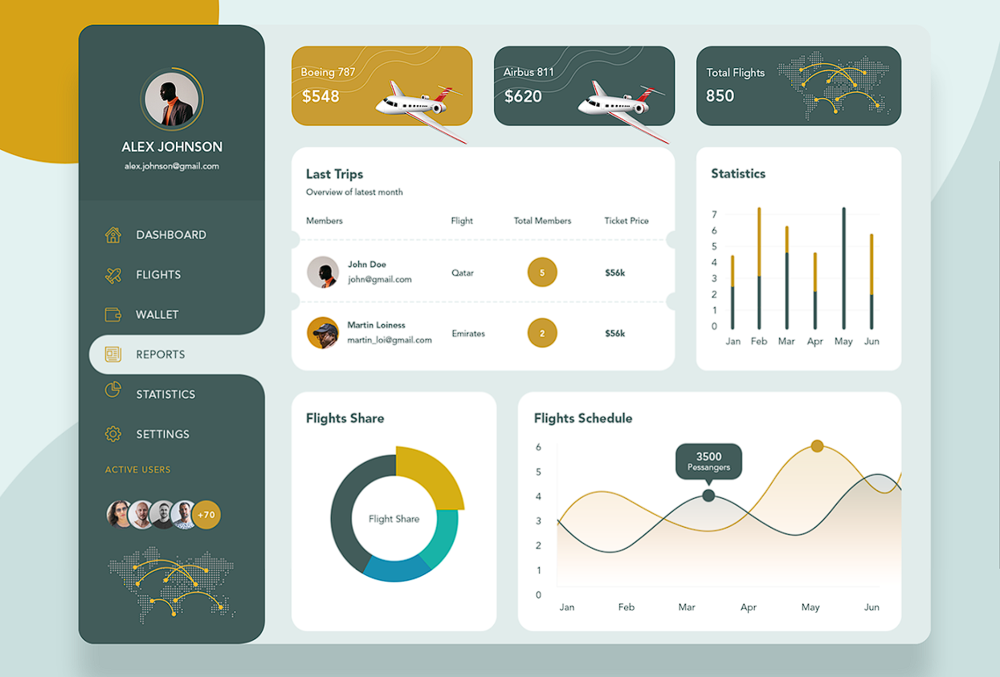 ALEX JOHNSON
alex.johnson@gmail.com
DASHBOARD
FLIGHTS
WALLET
REPORTS
STATISTICS
SETTINGS
ACTIVE USERS
+70
Boeing 787
$548
Airbus 811
$620
Total Flights
850
Last Trips
Overview of latest month
Members Flight Total Members Ticket Price
John Doe
john@gmail.com
Qatar 5 $56k
Martin Loiness
martin_loi@gmail.com
Emirates 2 $56k
Statistics
7
6
5
4
3
2
1
0
Jan Feb Mar Apr May Jun
Flights Share
Flight Share
Flights Schedule
6
5
4
3
2
1
0
3500
Pessangers
Jan Feb Mar Apr May Jun